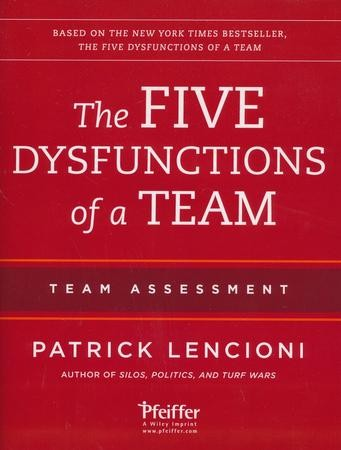 BASED ON THE NEW YORK TIMES BESTSELLER,
THE FIVE DYSFUNCTIONS OF A TEAM
The FIVE
DYSFUNCTIONS
of a TEAM
TEAM ASSESSMENT
PATRICK LENCIONI
AUTHOR OF SILOS, POLITICS, AND TURF WARS
Pfeiffer
A Wiley Imprint
www.pfeiffer.com